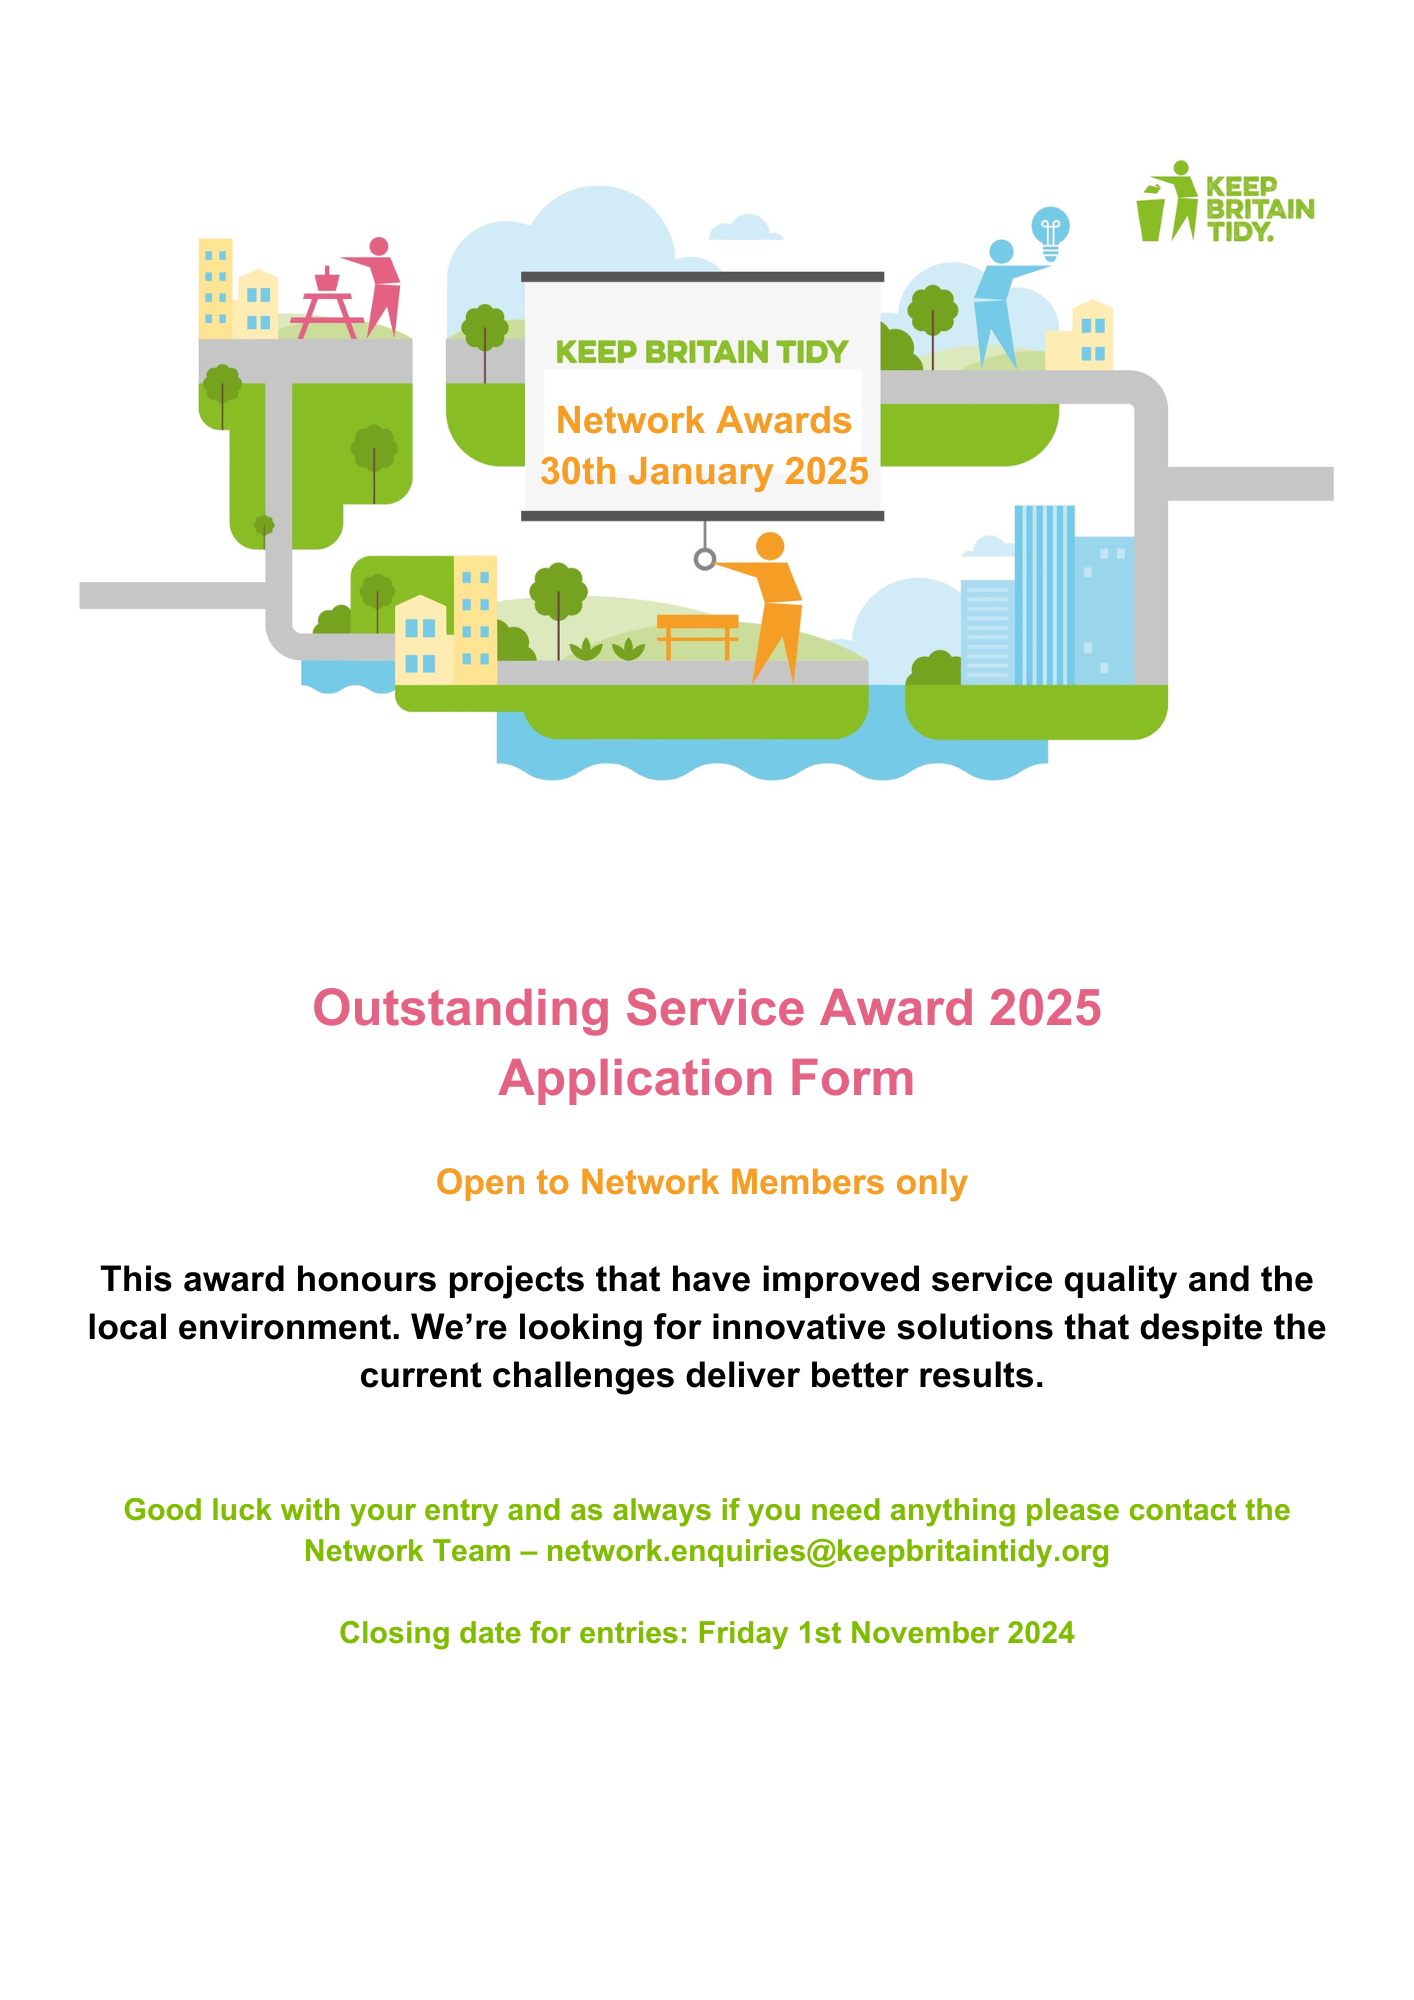 KEEP
BRITAIN
TIDY.
KEEP BRITAIN TIDY
Network Awards
30th January 2025
Outstanding Service Award 2025
Application Form
Open to Network Members only
This award honours projects that have improved service quality and the
local environment. We’re looking for innovative solutions that despite the
current challenges deliver better results.
Good luck with your entry and as always if you need anything please contact the
Network Team – network.enquiries@keepbritaintidy.org
Closing date for entries: Friday 1st November 2024